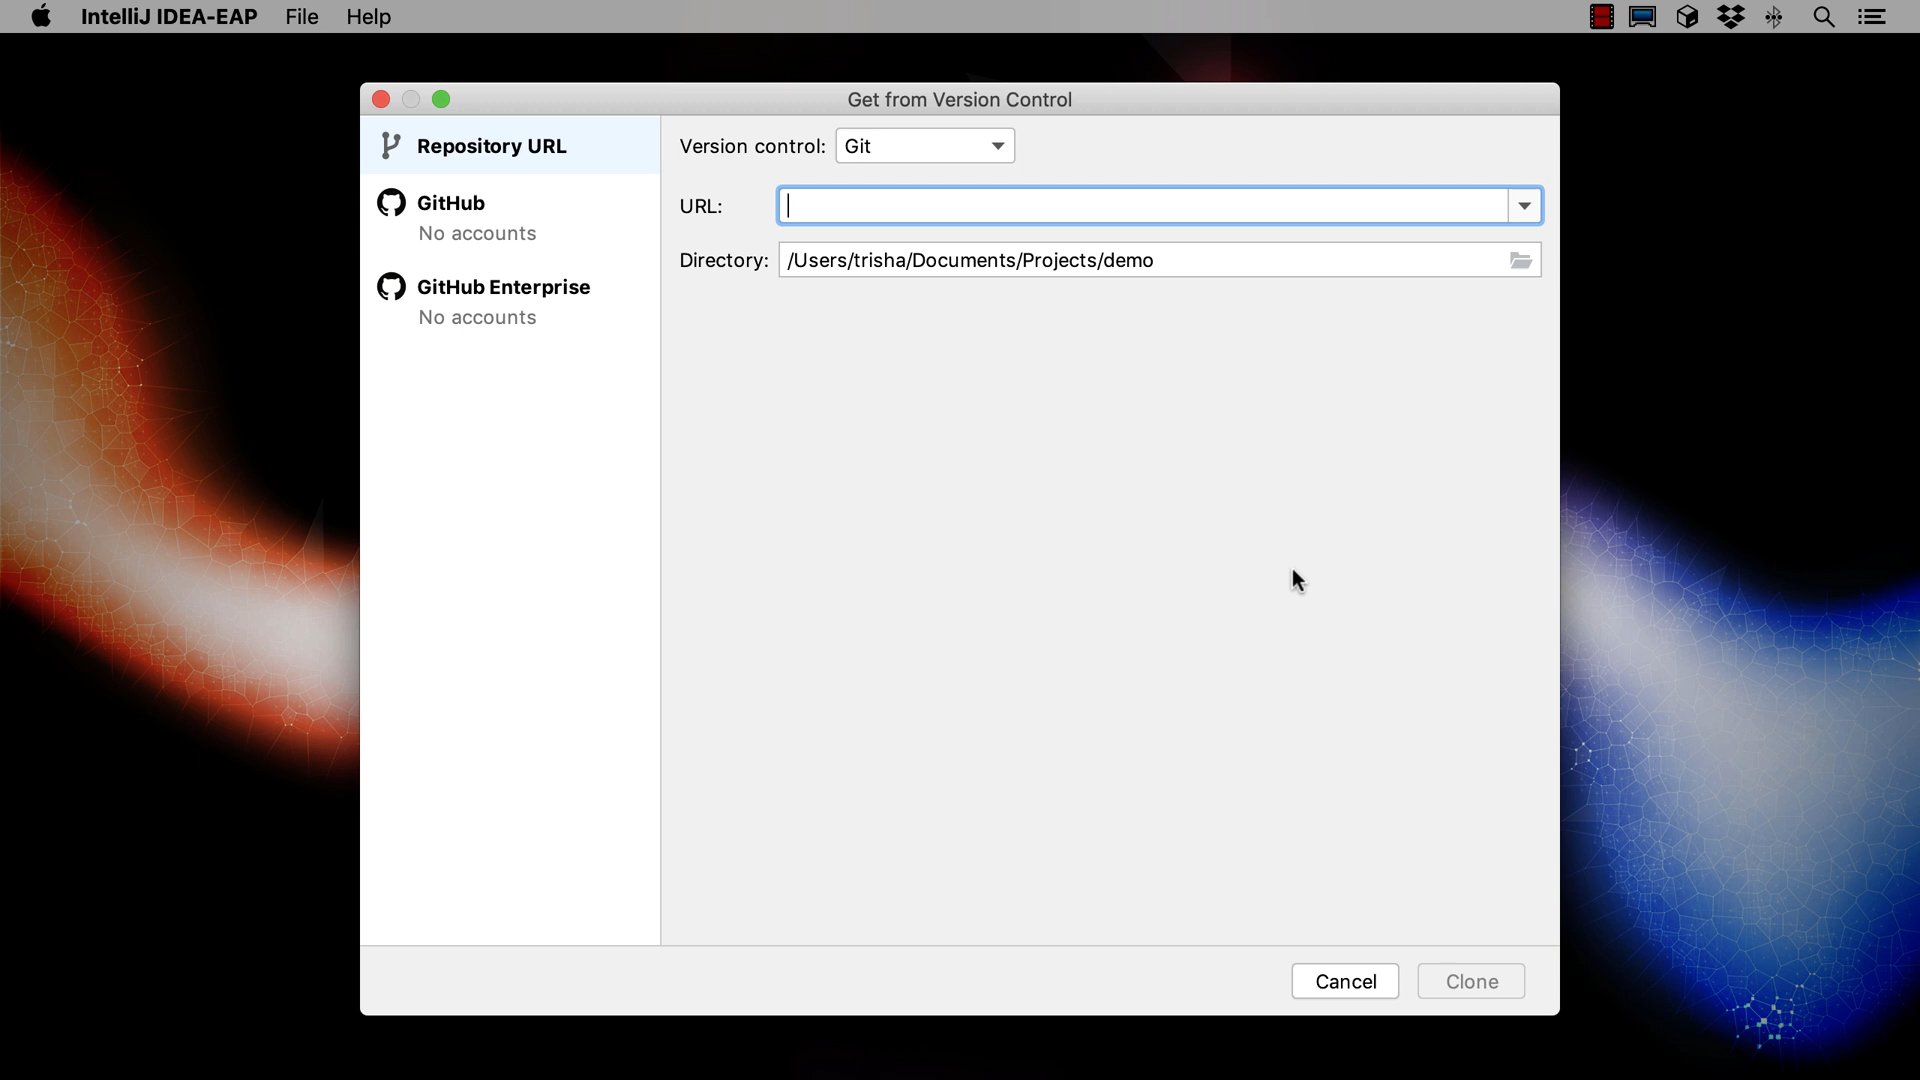 IntelliJ IDEA-EAP File Help
Get from Version Control
Repository URL
GitHub
No accounts
GitHub Enterprise
No accounts
Version control: Git
URL:
Directory: /Users/trisha/Documents/Projects/demo
Cancel Clone